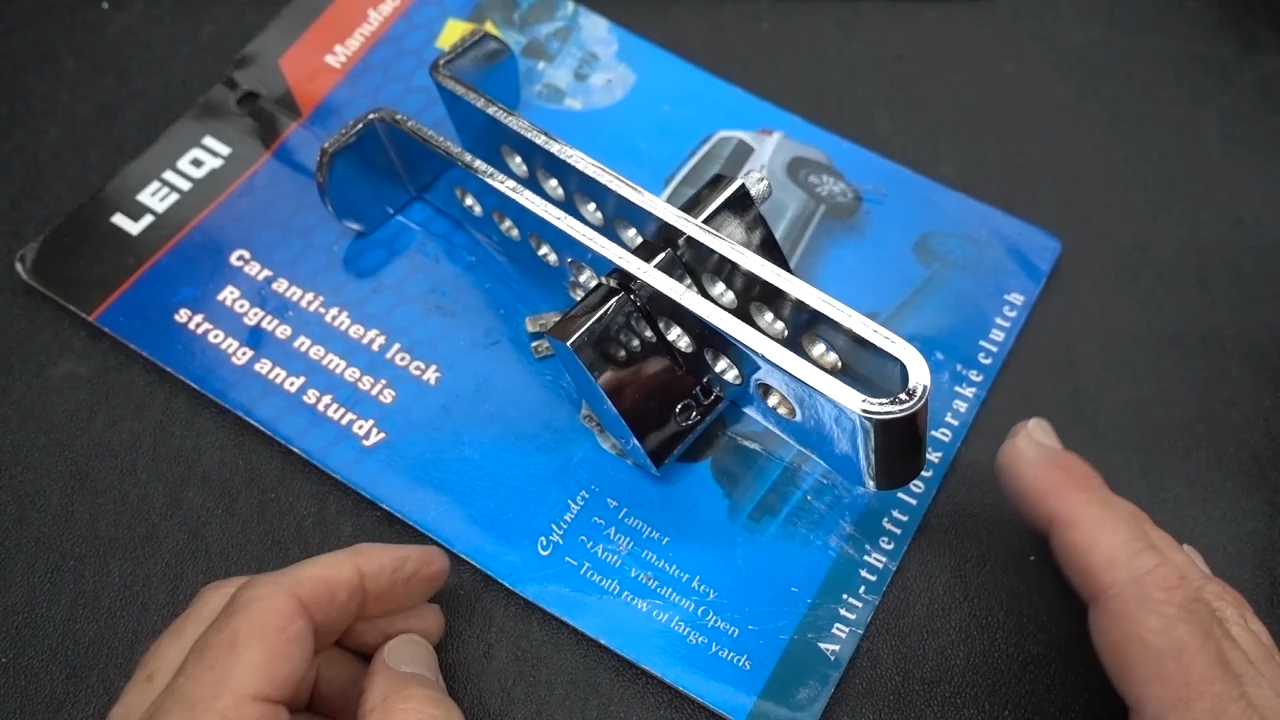 LEIQI
Car anti-theft lock
Rogue nemesis
strong and sturdy
Cylinder:
4 Tamper
3 Anti-master key
2 Anti-vibration Open
1 Tooth row of large yards
Anti-theft lock brake clutch